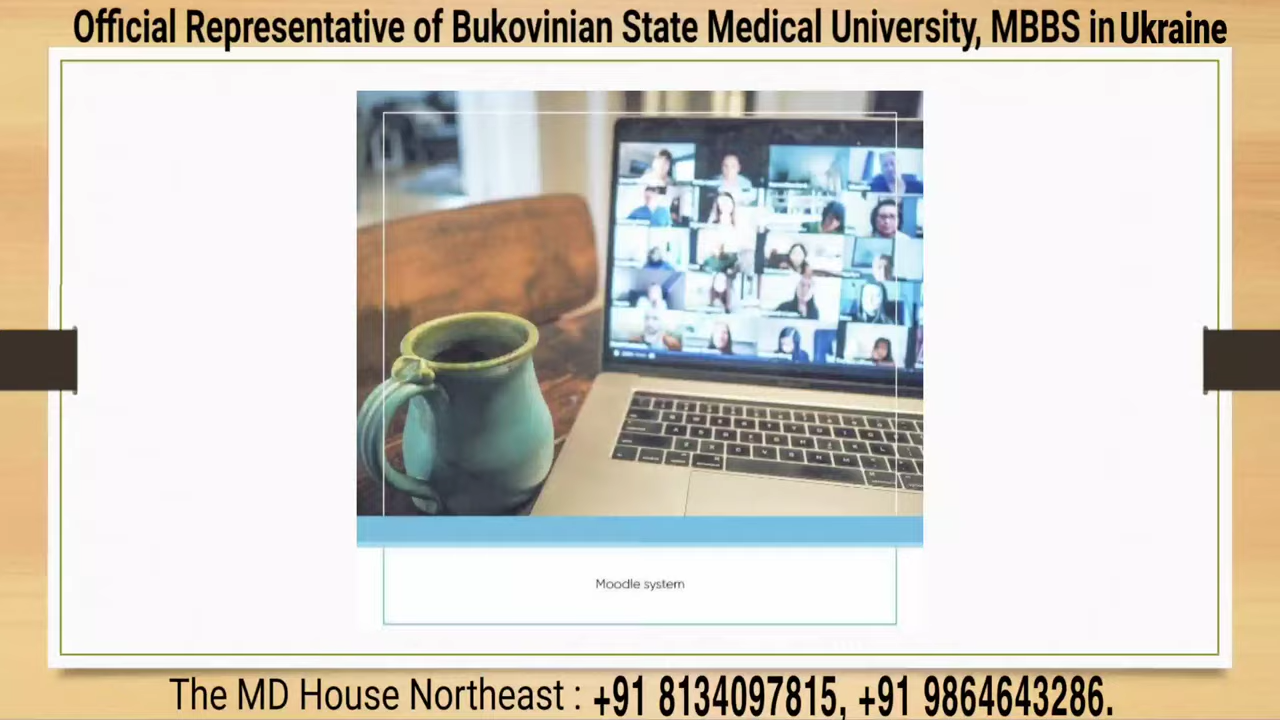 Official Representative of Bukovinian State Medical University, MBBS in Ukraine
Moodle system
The MD House Northeast : +91 8134097815, +91 9864643286.